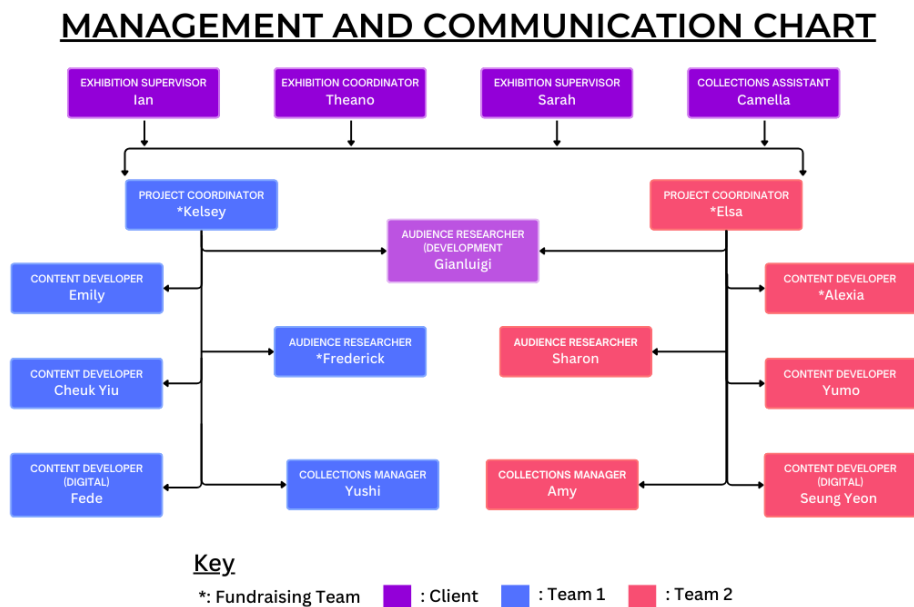 MANAGEMENT AND COMMUNICATION CHART
EXHIBITION SUPERVISOR
Ian
EXHIBITION COORDINATOR
Theano
EXHIBITION SUPERVISOR
Sarah
COLLECTIONS ASSISTANT
Camella
PROJECT COORDINATOR
*Kelsey
PROJECT COORDINATOR
*Elsa
AUDIENCE RESEARCHER
(DEVELOPMENT
Gianluigi
CONTENT DEVELOPER
Emily
CONTENT DEVELOPER
*Alexia
AUDIENCE RESEARCHER
*Frederick
AUDIENCE RESEARCHER
Sharon
CONTENT DEVELOPER
Cheuk Yiu
CONTENT DEVELOPER
Yumo
CONTENT DEVELOPER
(DIGITAL)
Fede
COLLECTIONS MANAGER
Yushi
COLLECTIONS MANAGER
Amy
CONTENT DEVELOPER
(DIGITAL)
Seung Yeon
Key
*: Fundraising Team
: Client
: Team 1
: Team 2